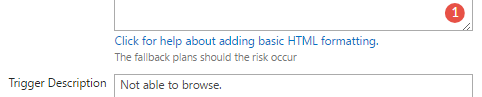 1
Click for help about adding basic HTML formatting.
The fallback plans should the risk occur
Trigger Description Not able to browse.